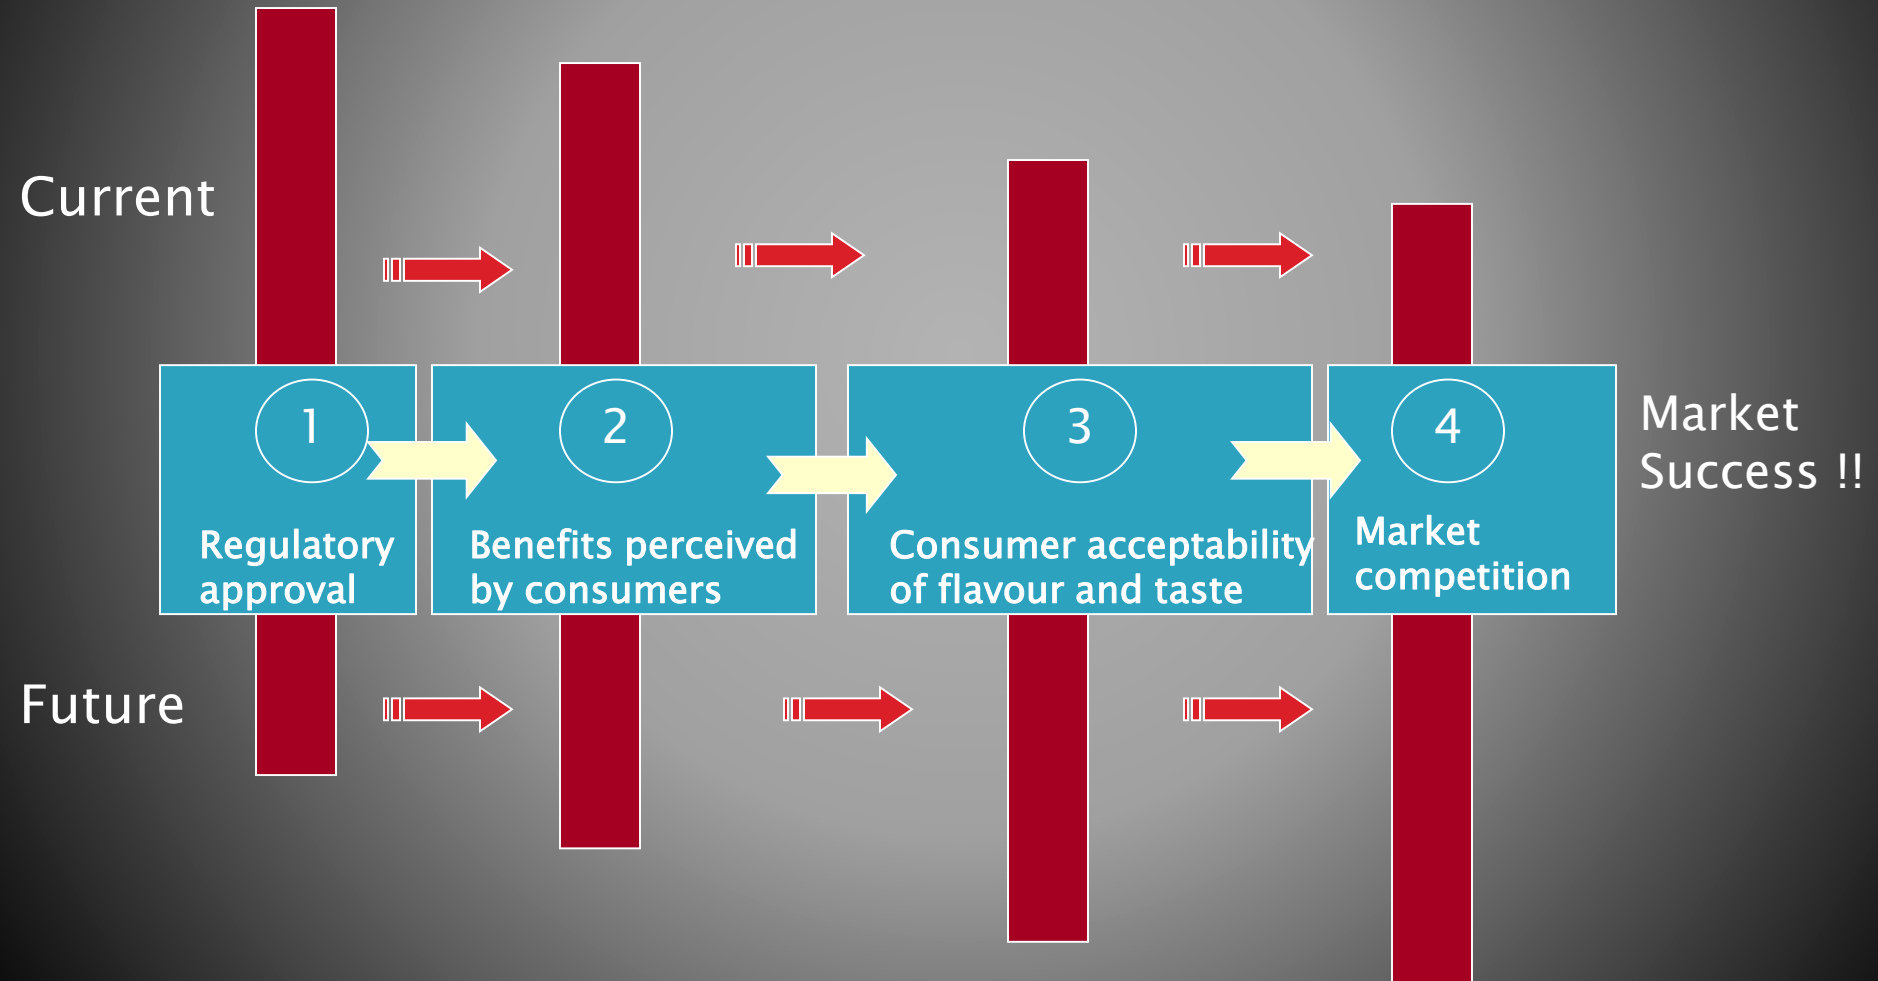 Current
1
2
3
4
Regulatory
approval
Benefits perceived
by consumers
Consumer acceptability
of flavour and taste
Market
competition
Market
Success !!
Future